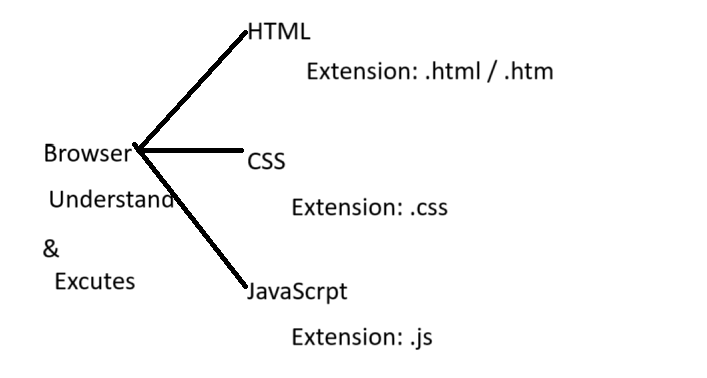 HTML
Extension: .html / .htm
Browser
CSS
Understand
Extension: .css
&
Excutes
JavaScrpt
Extension: .js